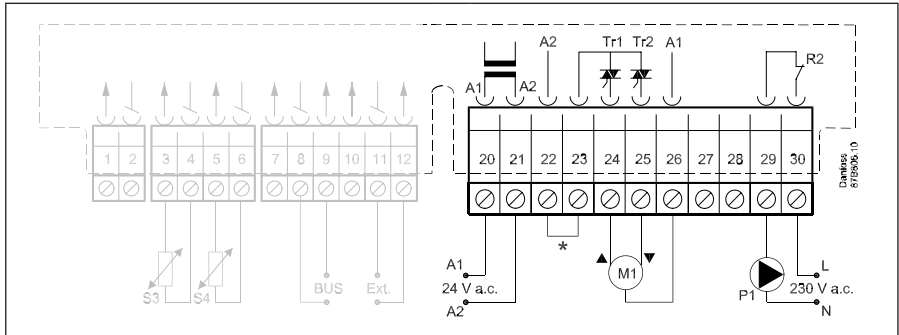 A2 Tr1 Tr2 A1
R2
A1 A2
1 2 3 4 5 6 7 8 9 10 11 12
20 21 22 23 24 25 26 27 28 29 30
Danfoss
87B606.10
*
A1
24 V a.c.
A2
M1
P1
L
230 V a.c.
N
S3 S4 BUS Ext.